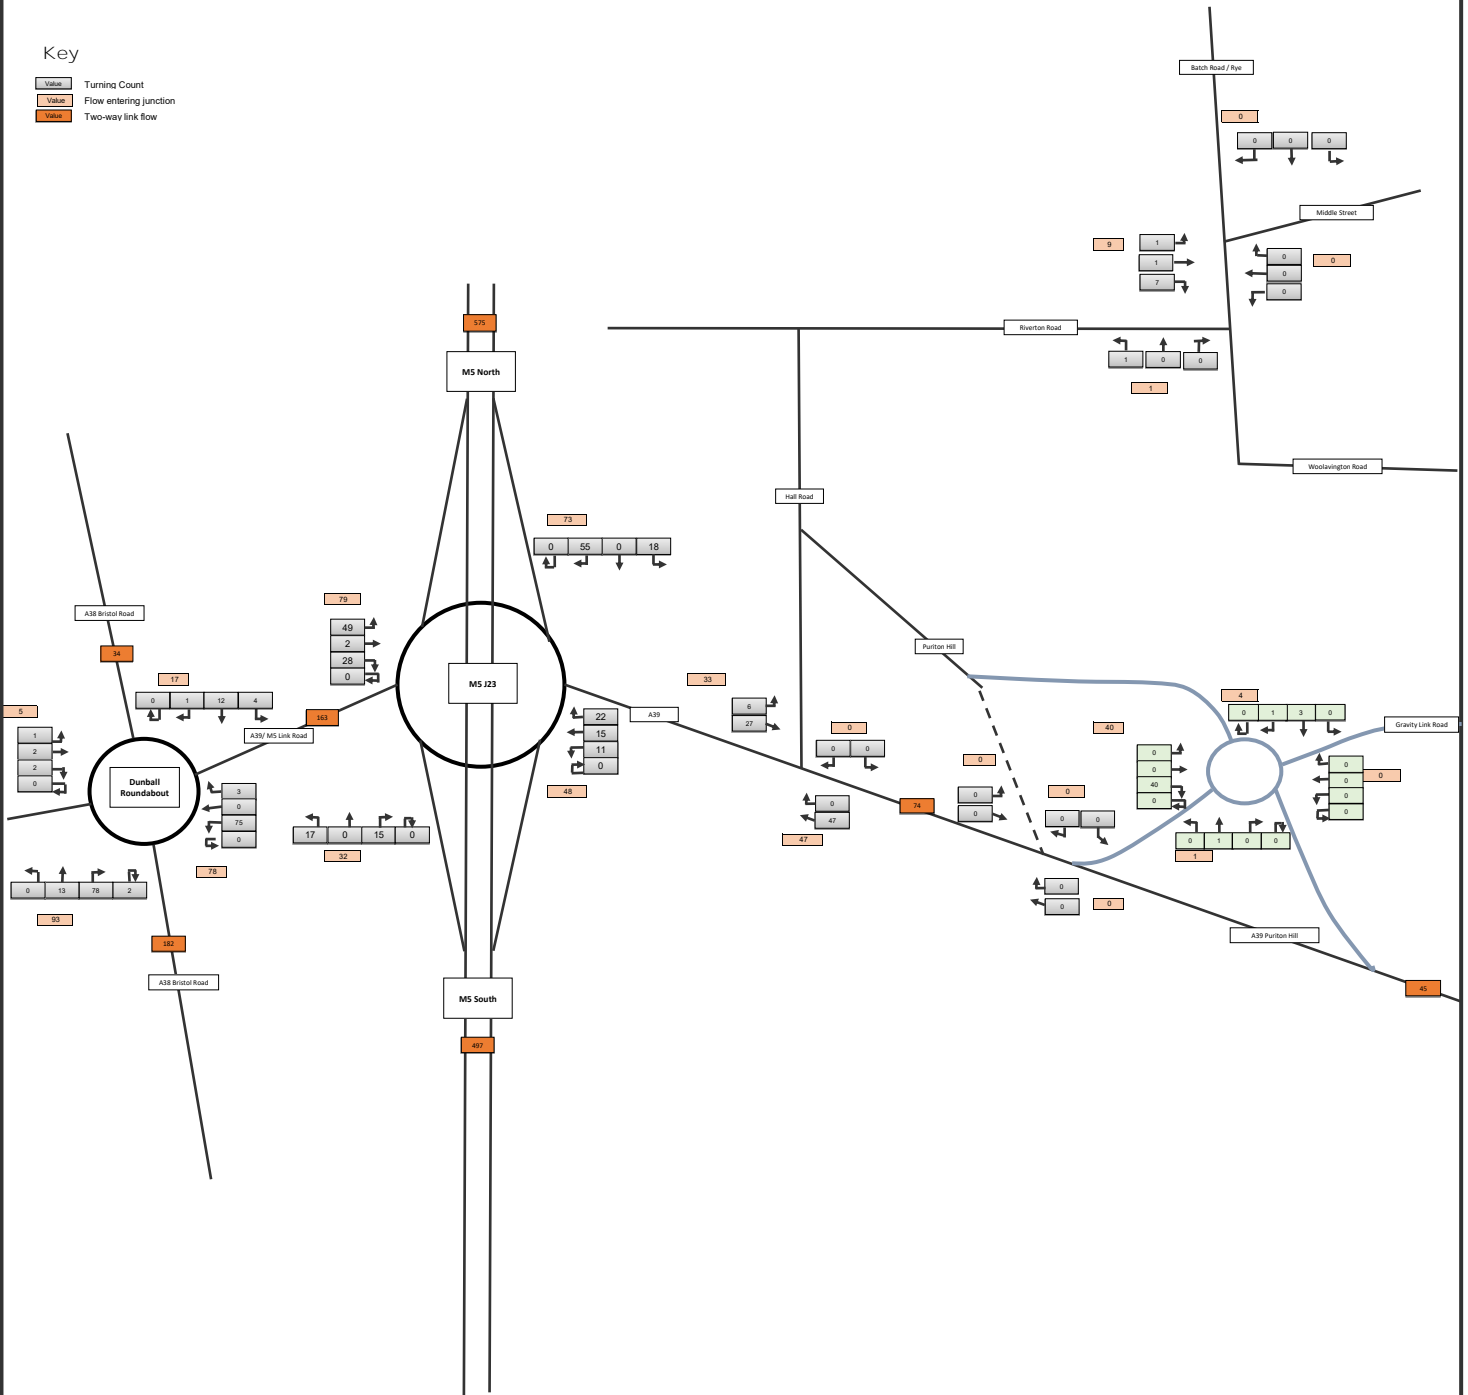 Key
Value Turning Count
Value Flow entering junction
Value Two-way link flow
Batch Road / Rye
0
0 0 0
Middle Street
9
1
1
7
0
0
0
0
575
Riverton Road
M5 North
1 0 0
1
Woolavington Road
Hall Road
73
0 55 0 18
79
49
2
28
0
A38 Bristol Road
34
Puriton Hill
17
0 1 12 4
M5 J23
33
A39
6
27
5
1
2
2
0
163
A39/ M5 Link Road
22
15
11
0
48
0
0 0
4
0 1 3 0
Gravity Link Road
40
0
0
40
0
0
0
0
0
0
Dunball
Roundabout
3
0
75
0
78
17 0 15 0
32
0
47
47
74
0
0
0
0
0 0
0 1 0 0
1
0 13 78 2
93
0
0
0
182
A39 Puriton Hill
A38 Bristol Road
M5 South
45
497